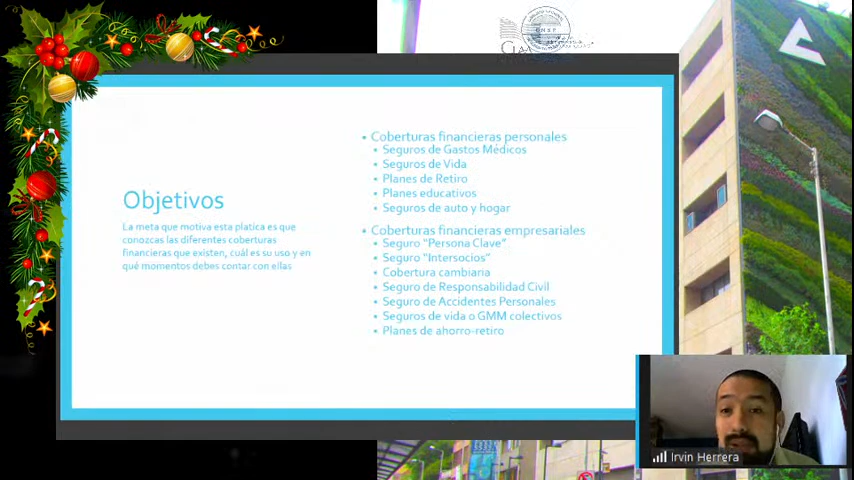 CNSF
Objetivos
La meta que motiva esta platica es que
conozcas las diferentes coberturas
financieras que existen, cuál es su uso y en
qué momentos debes contar con ellas
• Coberturas financieras personales
• Seguros de Gastos Médicos
• Seguros de Vida
• Planes de Retiro
• Planes educativos
• Seguros de auto y hogar
• Coberturas financieras empresariales
• Seguro “Persona Clave”
• Seguro “Intersocios”
• Cobertura cambiaria
• Seguro de Responsabilidad Civil
• Seguro de Accidentes Personales
• Seguros de vida o GMM colectivos
• Planes de ahorro-retiro
Irvin Herrera